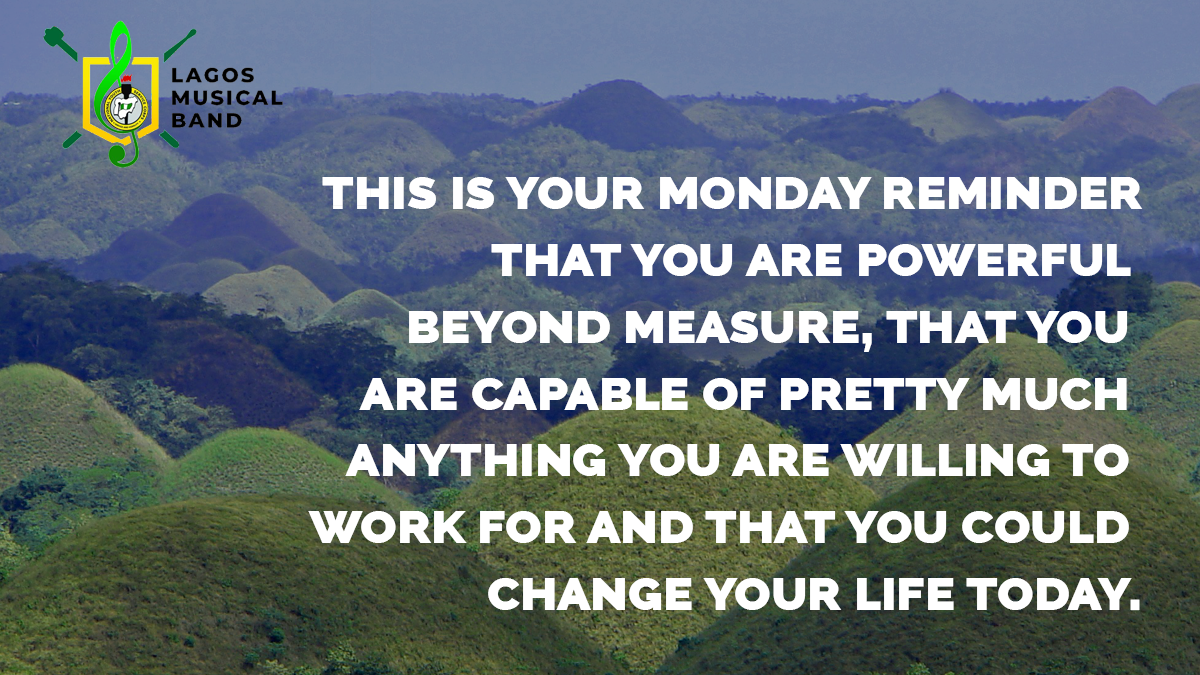 LAGOS
MUSICAL
BAND
THIS IS YOUR MONDAY REMINDER
THAT YOU ARE POWERFUL
BEYOND MEASURE, THAT YOU
ARE CAPABLE OF PRETTY MUCH
ANYTHING YOU ARE WILLING TO
WORK FOR AND THAT YOU COULD
CHANGE YOUR LIFE TODAY.